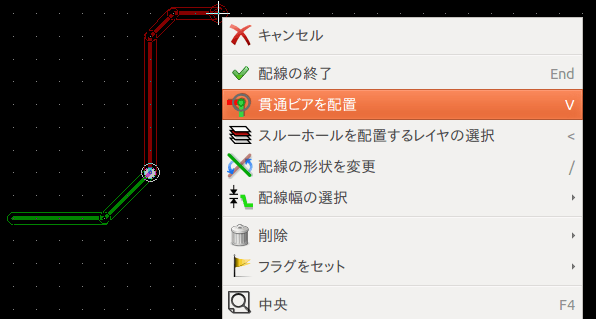 キャンセル
配線の終了 End
貫通ビアを配置 V
スルーホールを配置するレイヤの選択 <
配線の形状を変更 /
配線幅の選択
削除
フラグをセット
中央 F4